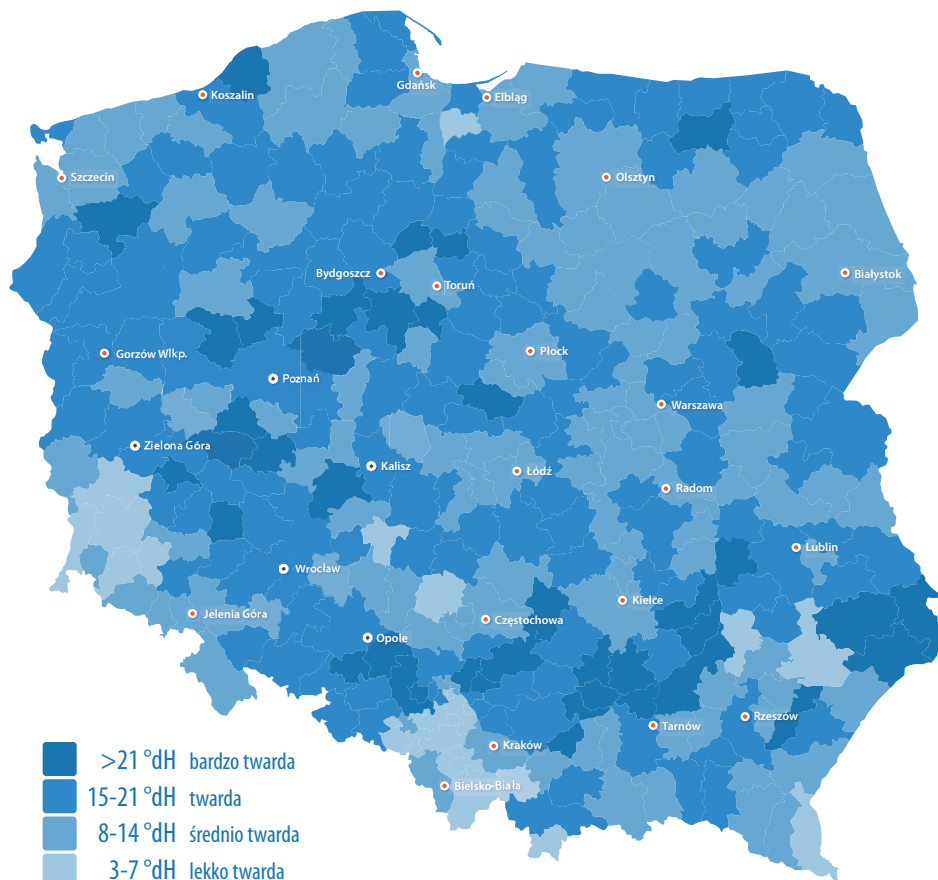 Gdańsk
Koszalin
Elbląg
Szczecin
Olsztyn
Bydgoszcz
Toruń
Białystok
Gorzów Wlkp.
Płock
Poznań
Warszawa
Zielona Góra
Kalisz
Łódź
Radom
Wrocław
Lublin
Jelenia Góra
Kielce
Częstochowa
Opole
Rzeszów
Tarnów
Kraków
Bielsko-Biała
>21 °dH bardzo twarda
15-21 °dH twarda
8-14 °dH średnio twarda
3-7 °dH lekko twarda